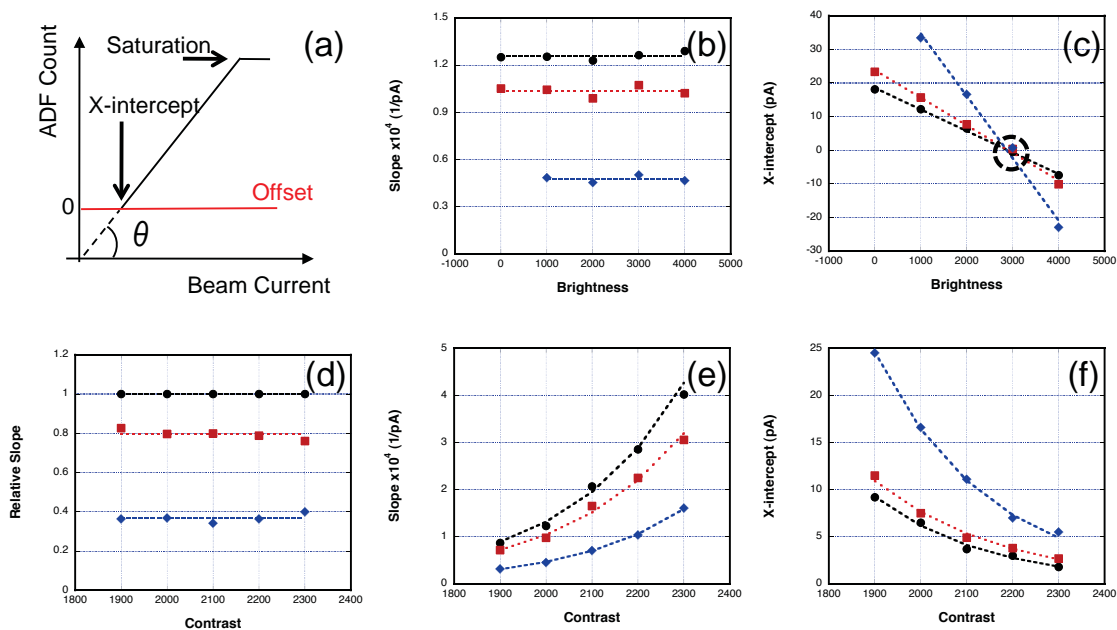 (a)
ADF Count
Saturation
X-intercept
0
Offset
θ
Beam Current
(b)
Slope x10⁴ (1/pA)
1.5
1.2
0.9
0.6
0.3
0
-1000 0 1000 2000 3000 4000 5000
Brightness
(c)
X-intercept (pA)
40
30
20
10
0
-10
-20
-30
-1000 0 1000 2000 3000 4000 5000
Brightness
(d)
Relative Slope
1.2
1
0.8
0.6
0.4
0.2
0
1800 1900 2000 2100 2200 2300 2400
Contrast
(e)
Slope x10⁴ (1/pA)
5
4
3
2
1
0
1800 1900 2000 2100 2200 2300 2400
Contrast
(f)
X-intercept (pA)
25
20
15
10
5
0
1800 1900 2000 2100 2200 2300 2400
Contrast